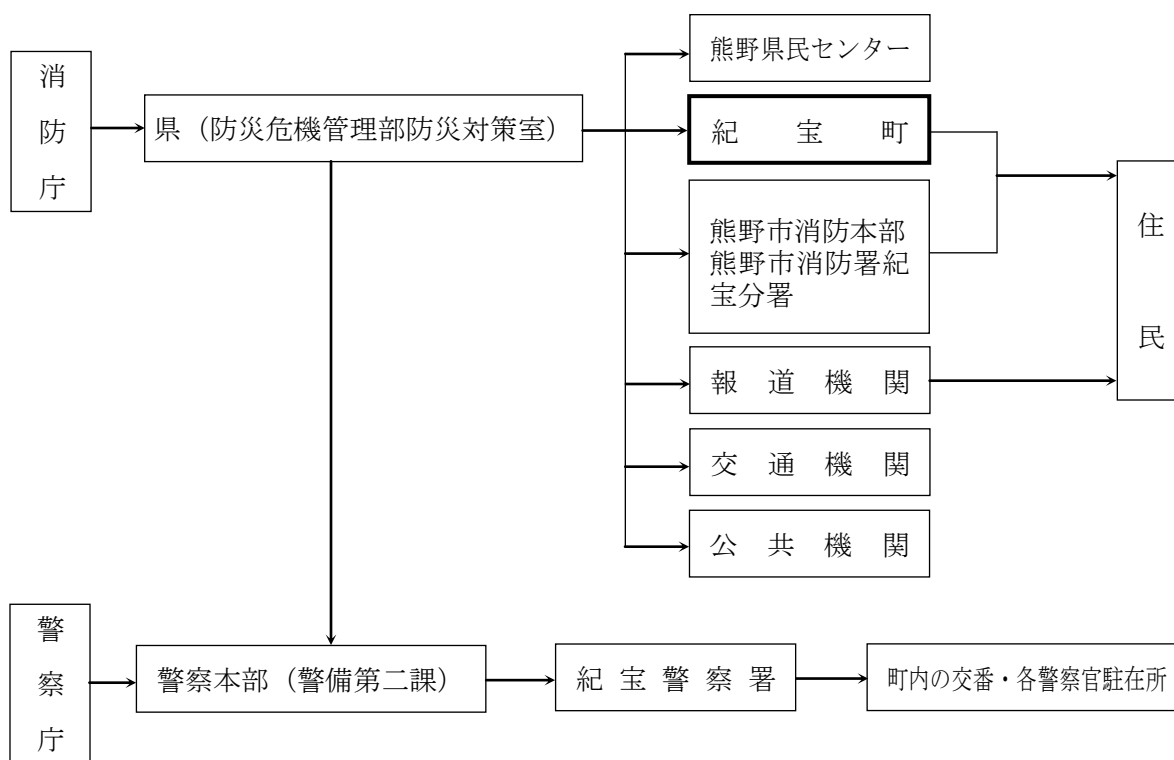 消防庁
県（防災危機管理部防災対策室）
熊野県民センター
紀宝町
熊野市消防本部
熊野市消防署紀
宝分署
報道機関
交通機関
公共機関
住民
警察庁
警察本部（警備第二課）
紀宝警察署
町内の交番・各警察官駐在所